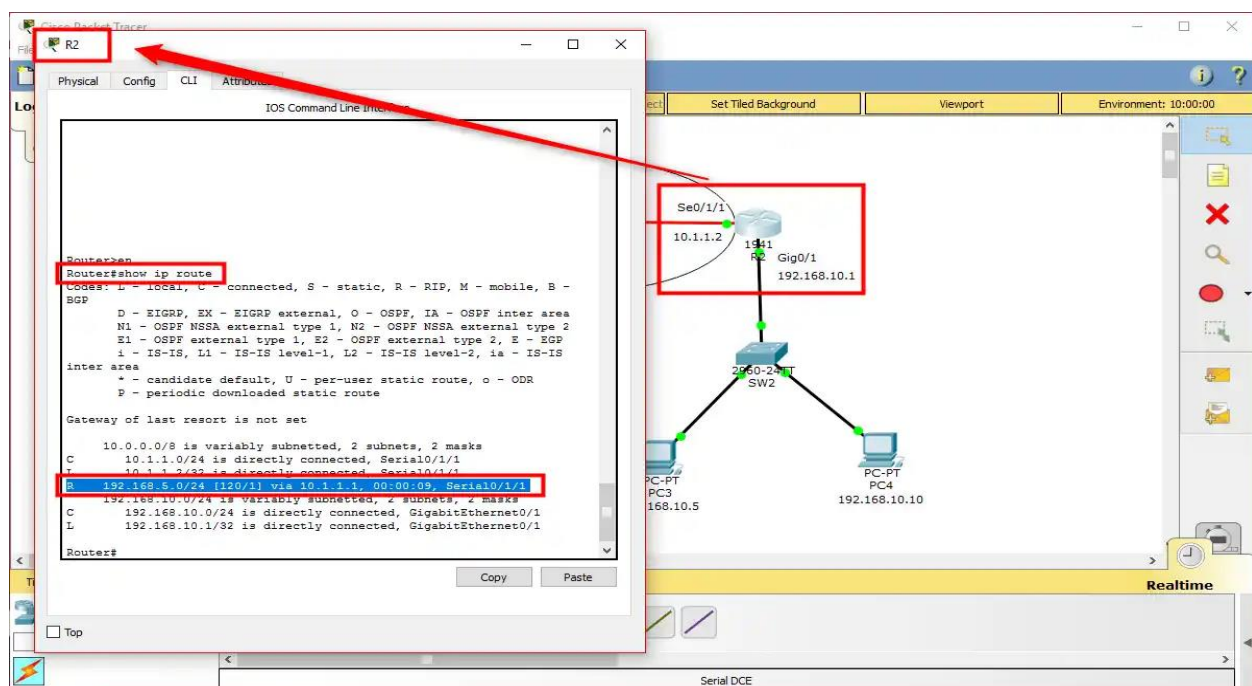 Cisco Packet Tracer
R2
Physical Config CLI Attributes
IOS Command Line Interface
Set Tiled Background
Viewport
Environment: 10:00:00
Router>en
Router#show ip route
Codes: L - local, C - connected, S - static, R - RIP, M - mobile, B -
BGP
D - EIGRP, EX - EIGRP external, O - OSPF, IA - OSPF inter area
N1 - OSPF NSSA external type 1, N2 - OSPF NSSA external type 2
E1 - OSPF external type 1, E2 - OSPF external type 2, E - EGP
i - IS-IS, L1 - IS-IS level-1, L2 - IS-IS level-2, ia - IS-IS
inter area
* - candidate default, U - per-user static route, o - ODR
P - periodic downloaded static route
Gateway of last resort is not set
10.0.0.0/8 is variably subnetted, 2 subnets, 2 masks
C 10.1.1.0/24 is directly connected, Serial0/1/1
L 10.1.1.2/32 is directly connected, Serial0/1/1
R 192.168.5.0/24 [120/1] via 10.1.1.1, 00:00:09, Serial0/1/1
192.168.10.0/24 is variably subnetted, 2 subnets, 2 masks
C 192.168.10.0/24 is directly connected, GigabitEthernet0/1
L 192.168.10.1/32 is directly connected, GigabitEthernet0/1
Router#
Copy Paste
Top
Se0/1/1
10.1.1.2
1941
R2
Gig0/1
192.168.10.1
2960-24TT
SW2
PC-PT
PC3
168.10.5
PC-PT
PC4
192.168.10.10
Realtime
Serial DCE